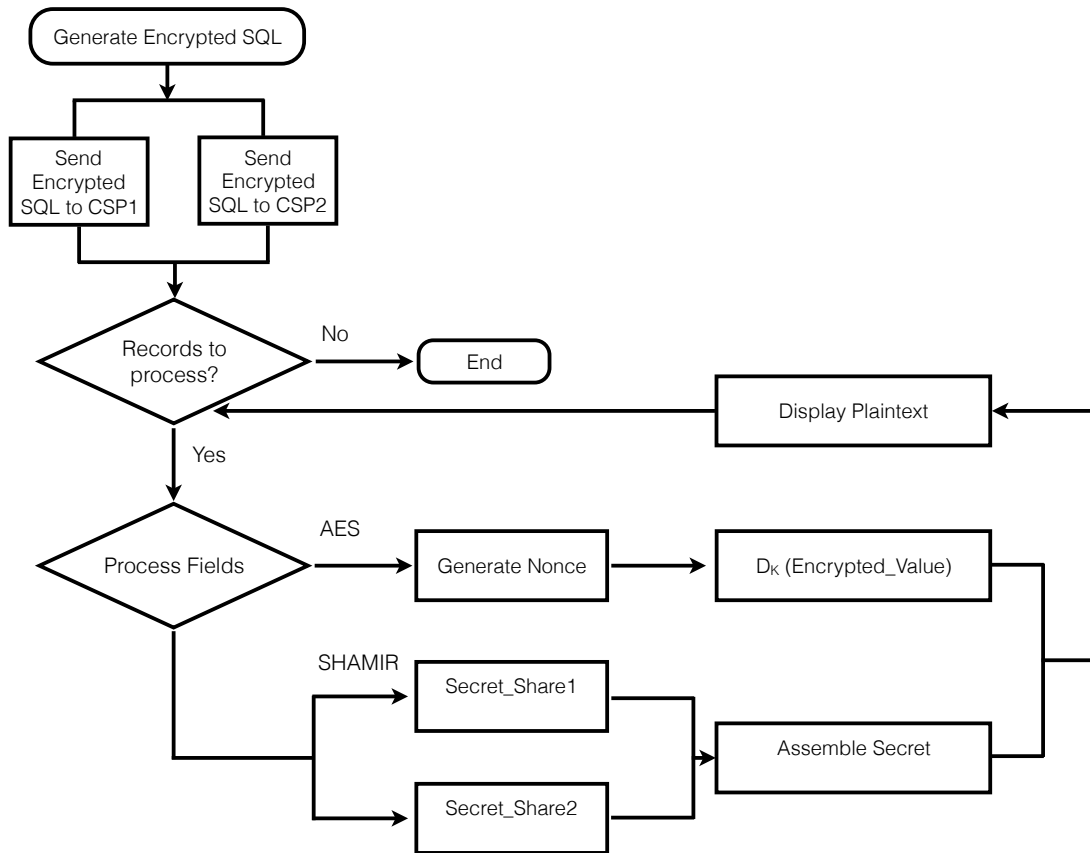 Generate Encrypted SQL
Send
Encrypted
SQL to CSP1
Send
Encrypted
SQL to CSP2
Records to
process?
No
End
Display Plaintext
Yes
Process Fields
AES
Generate Nonce
Dₖ (Encrypted_Value)
SHAMIR
Secret_Share1
Assemble Secret
Secret_Share2